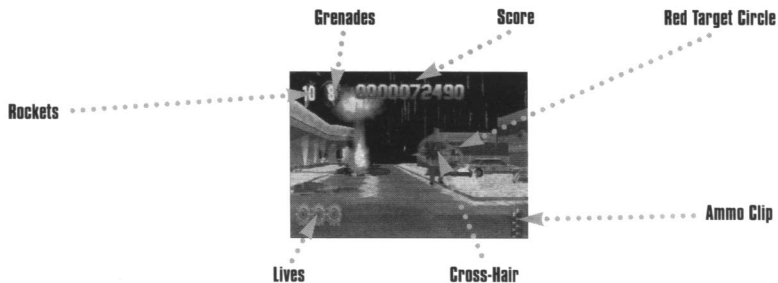 Grenades Score Red Target Circle
10 8 0000072490
Rockets
Ammo Clip
Lives Cross-Hair